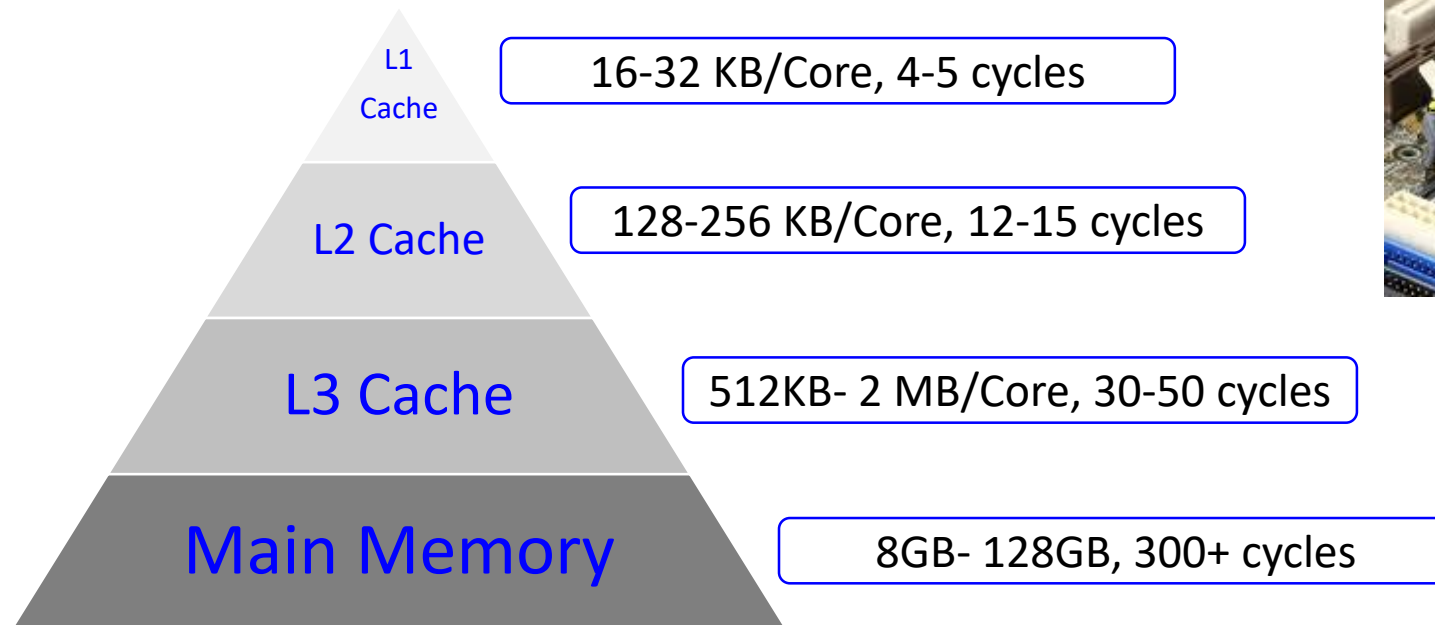 L1
Cache
16-32 KB/Core, 4-5 cycles
L2 Cache
128-256 KB/Core, 12-15 cycles
L3 Cache
512KB- 2 MB/Core, 30-50 cycles
Main Memory
8GB- 128GB, 300+ cycles